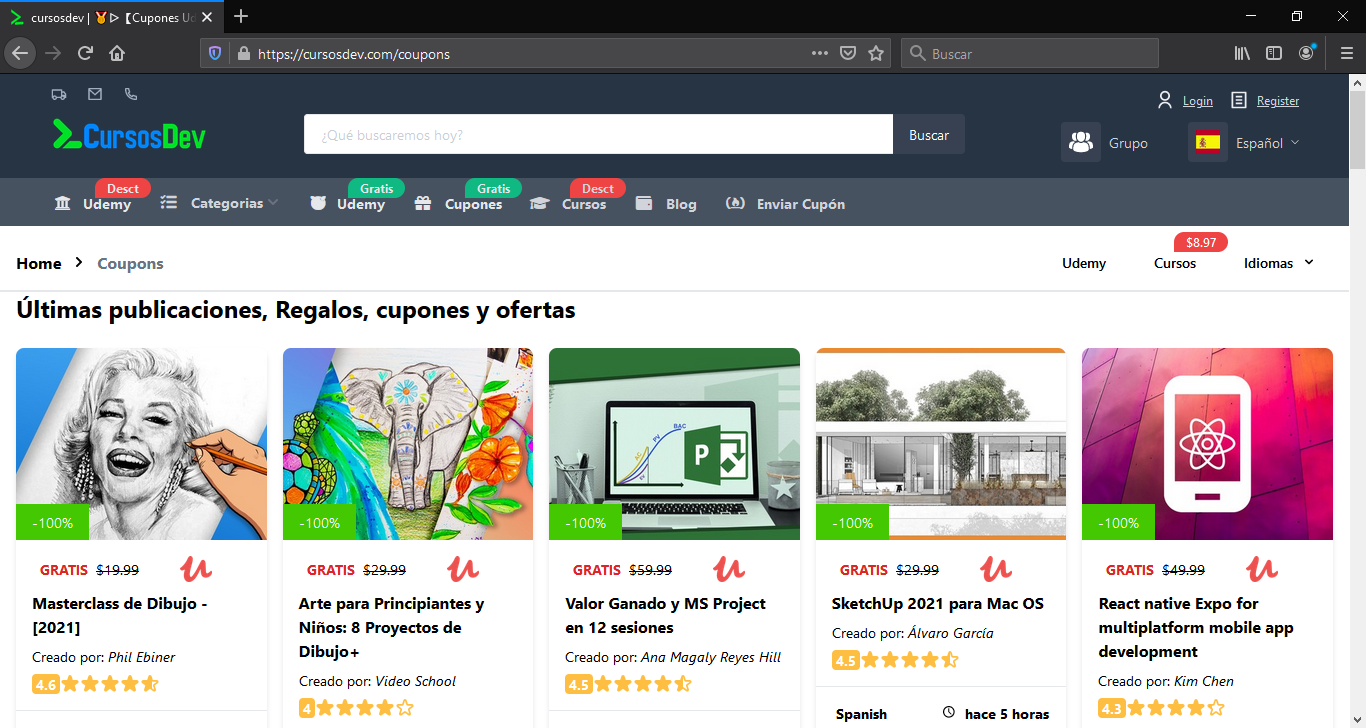 cursosdev | 🥇▷ 【Cupones Ud
https://cursosdev.com/coupons
Buscar
Login
Register
CursosDev
¿Qué buscaremos hoy?
Buscar
Grupo
Español
Desct
Udemy
Categorias
Gratis
Udemy
Gratis
Cupones
Desct
Cursos
Blog
Enviar Cupón
Home > Coupons
Udemy
$8.97
Cursos
Idiomas
Últimas publicaciones, Regalos, cupones y ofertas
-100%
GRATIS $19.99
Masterclass de Dibujo -
[2021]
Creado por: Phil Ebiner
4.6
-100%
GRATIS $29.99
Arte para Principiantes y
Niños: 8 Proyectos de
Dibujo+
Creado por: Video School
4
AC
PV
BAC
P
-100%
GRATIS $59.99
Valor Ganado y MS Project
en 12 sesiones
Creado por: Ana Magaly Reyes Hill
4.5
-100%
GRATIS $29.99
SketchUp 2021 para Mac OS
Creado por: Álvaro García
4.5
Spanish
hace 5 horas
-100%
GRATIS $49.99
React native Expo for
multiplatform mobile app
development
Creado por: Kim Chen
4.3